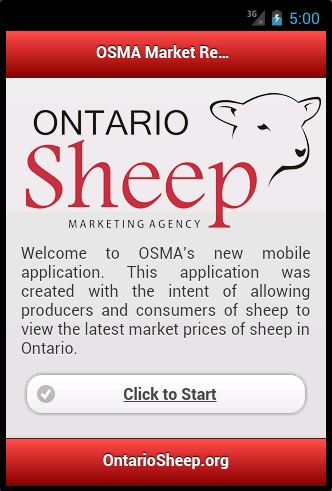 3G 5:00
OSMA Market Re...
ONTARIO
Sheep
MARKETING AGENCY
Welcome to OSMA's new mobile
application. This application was
created with the intent of allowing
producers and consumers of sheep to
view the latest market prices of sheep in
Ontario.
Click to Start
OntarioSheep.org